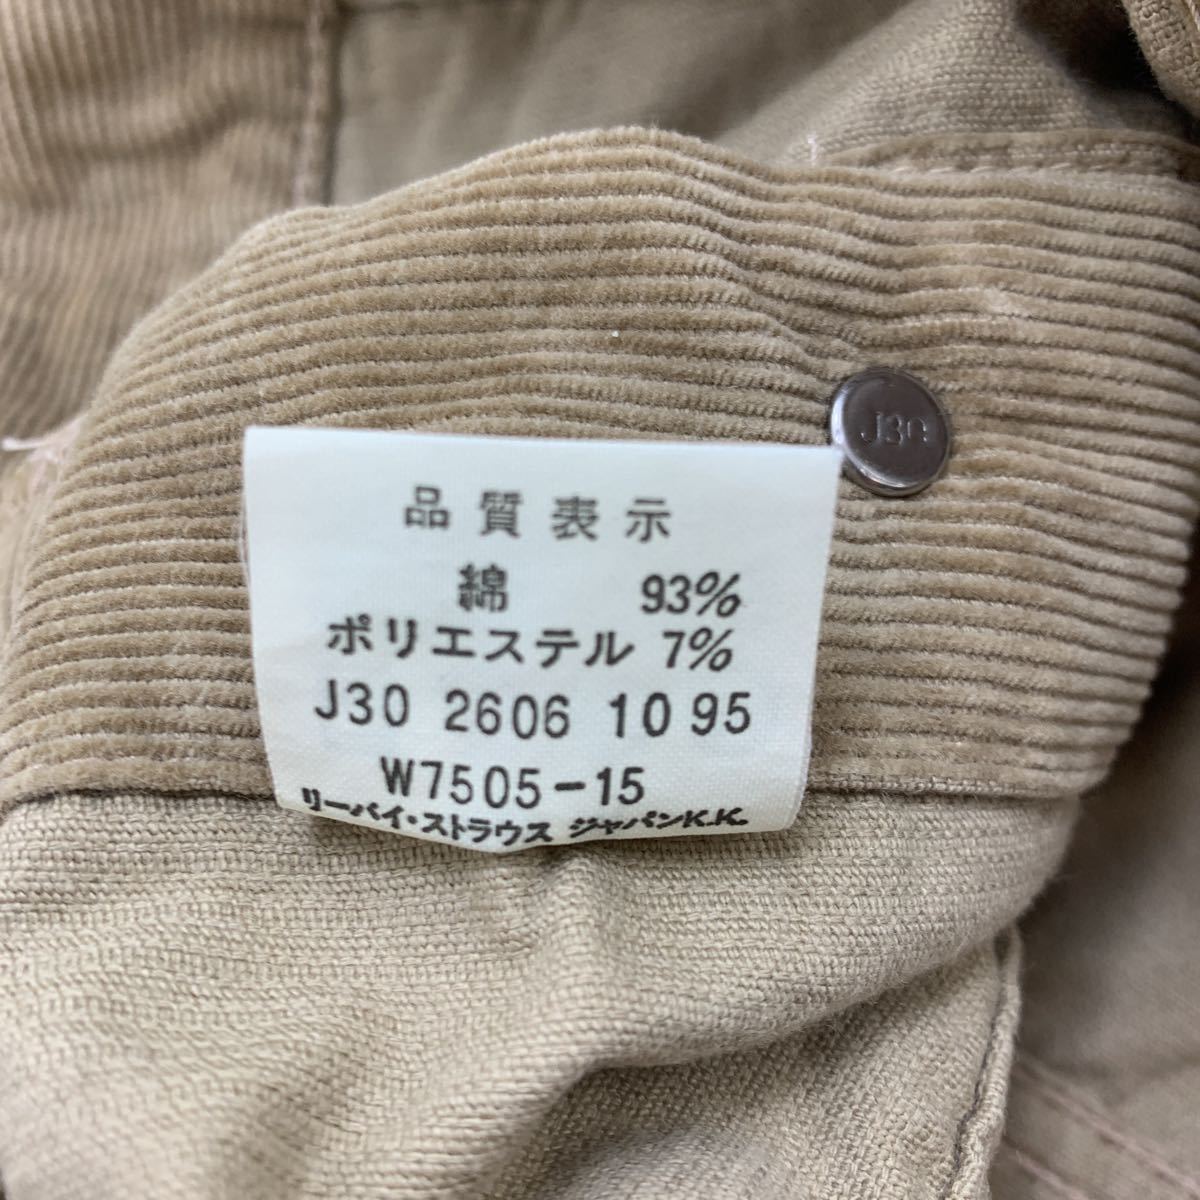 J30
品質表示
綿 93%
ポリエステル 7%
J30 2606 10 95
W7505-15
リーバイ・ストラウス ジャパンK.K.